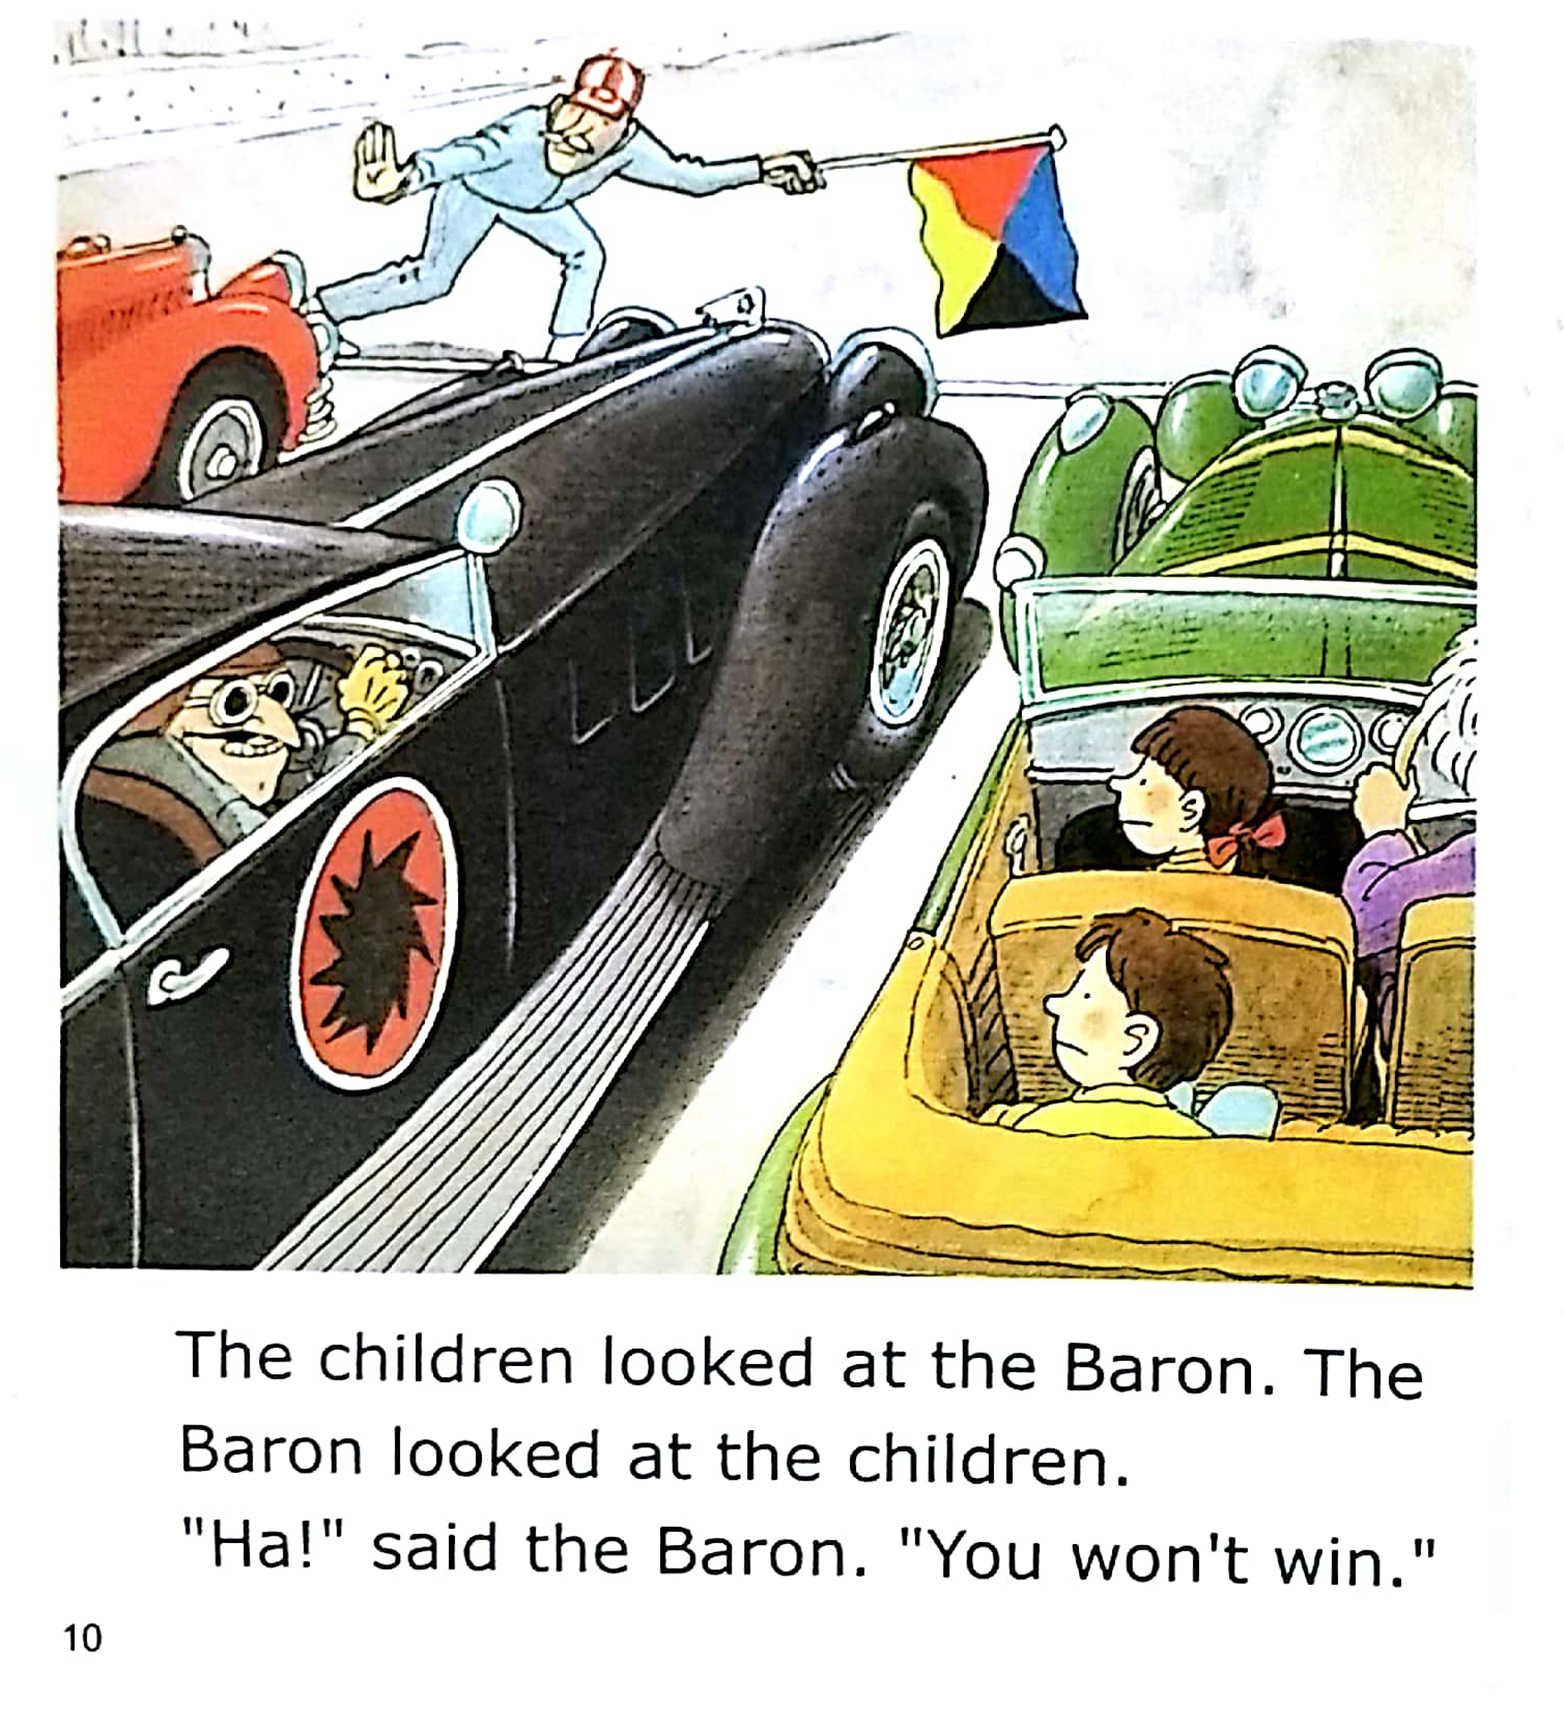 The children looked at the Baron. The
Baron looked at the children.
"Ha!" said the Baron. "You won't win."
10